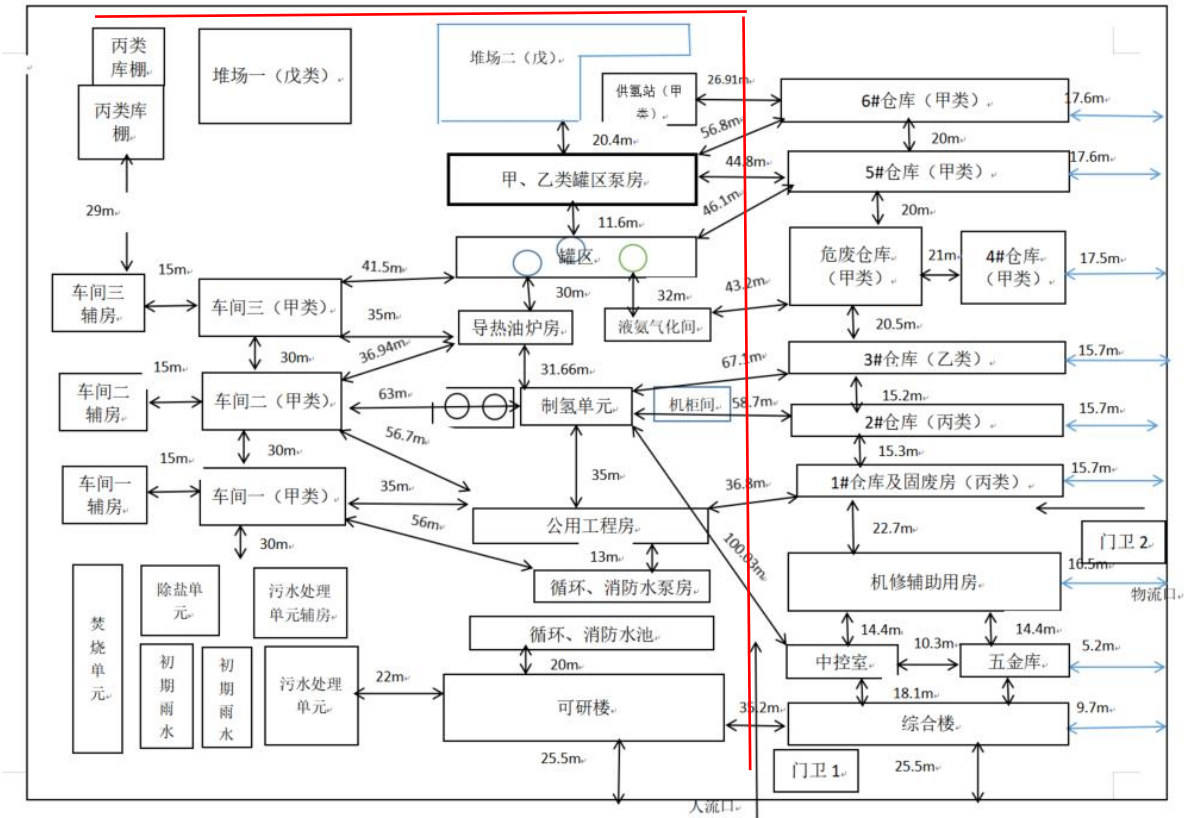 丙类
库棚
丙类库
棚
堆场一（戊类）
堆场二（戊）
供氢站（甲
类）
26.91m
6#仓库（甲类）
17.6m
20.4m
56.8m
20m
甲、乙类罐区泵房
44.8m
5#仓库（甲类）
17.6m
29m
11.6m
46.1m
20m
罐区
危废仓库
（甲类）
21m
4#仓库
（甲类）
17.5m
15m
41.5m
车间三
辅房
车间三（甲类）
30m
32m
43.2m
35m
导热油炉房
液氨气化间
20.5m
30m
36.94m
31.66m
67.1m
3#仓库（乙类）
15.7m
15m
车间二
辅房
车间二（甲类）
63m
制氢单元
机柜间
58.7m
15.2m
2#仓库（丙类）
15.7m
56.7m
30m
15.3m
15m
车间一
辅房
车间一（甲类）
35m
35m
36.8m
1#仓库及固废房（丙类）
15.7m
56m
公用工程房
22.7m
门卫 2
30m
13m
100.03m
焚
烧
单
元
除盐单
元
污水处理
单元辅房
循环、消防水泵房
机修辅助用房
16.5m
物流口
循环、消防水池
14.4m
14.4m
初
期
雨
水
初
期
雨
水
污水处理
单元
20m
中控室
10.3m
五金库
5.2m
22m
可研楼
18.1m
35.2m
综合楼
9.7m
25.5m
门卫 1
25.5m
人流口